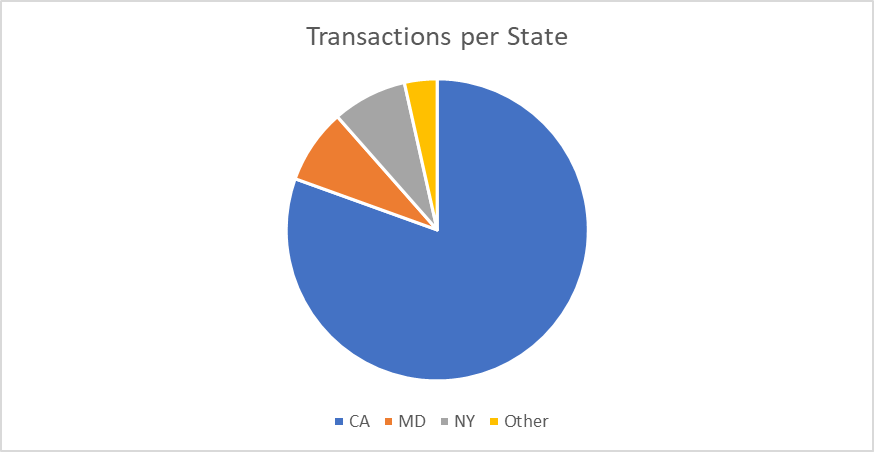 Transactions per State
CA MD NY Other